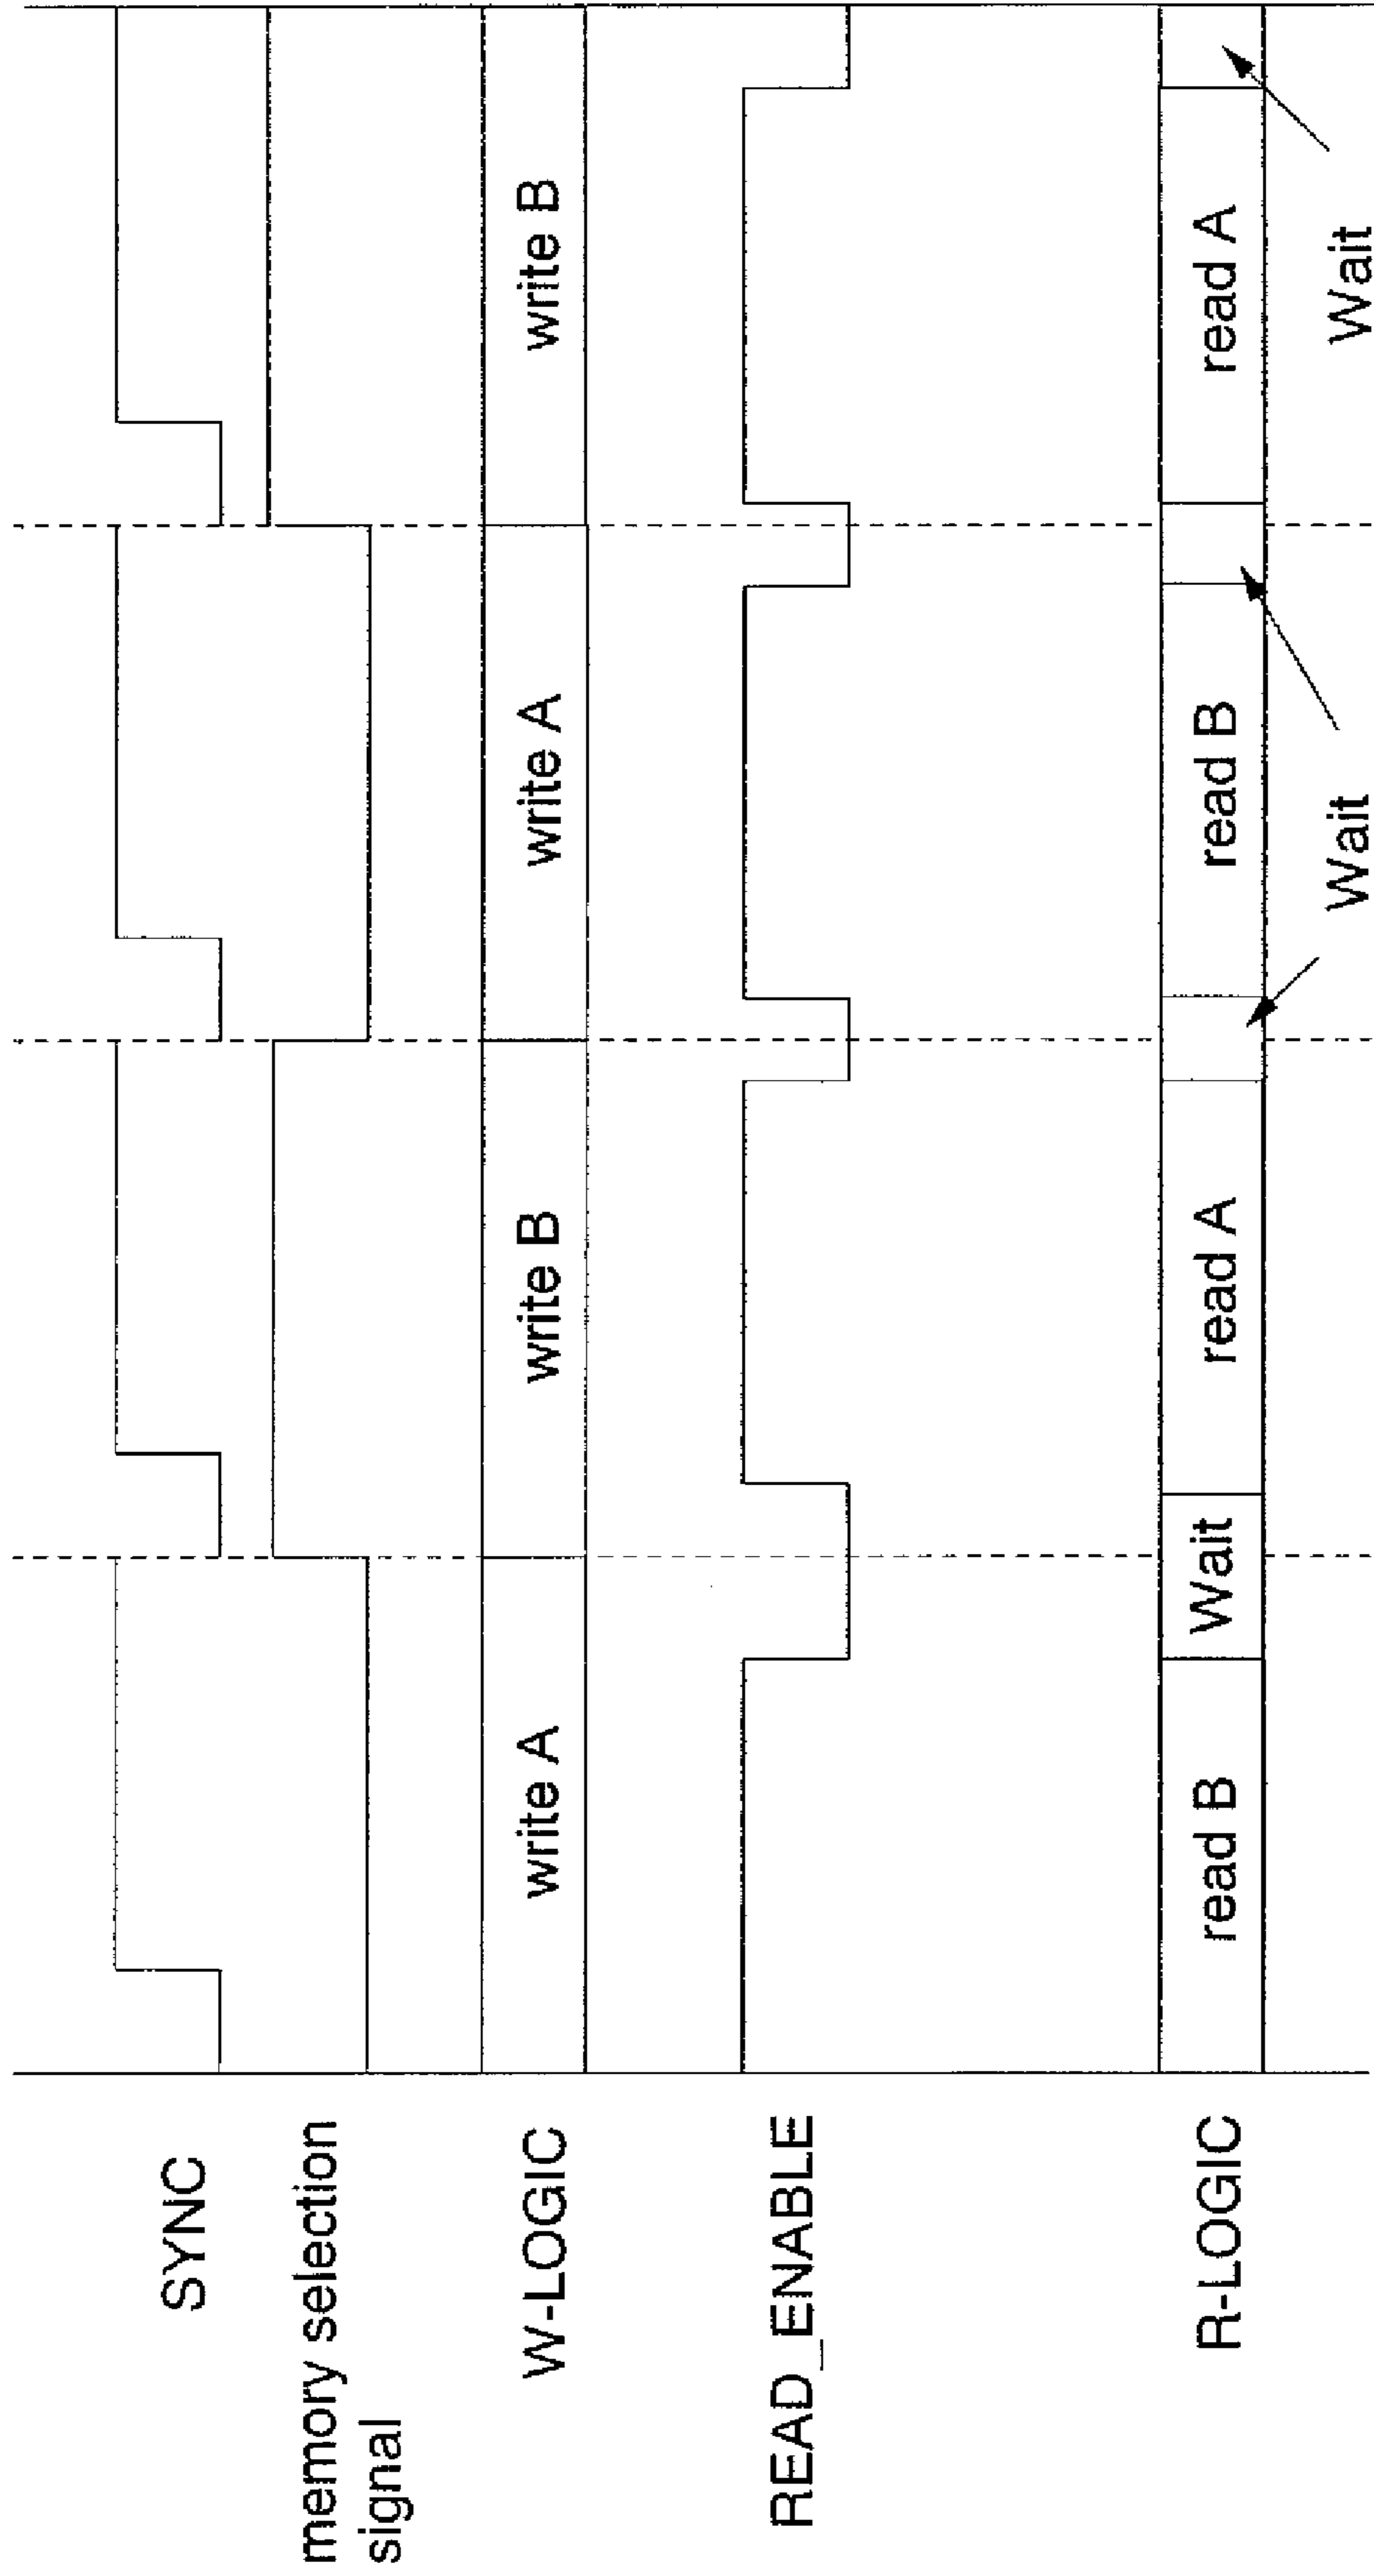 SYNC
memory selection
signal
W-LOGIC
write A
write B
write A
write B
READ_ENABLE
R-LOGIC
read B
Wait
read A
read B
read A
Wait
Wait